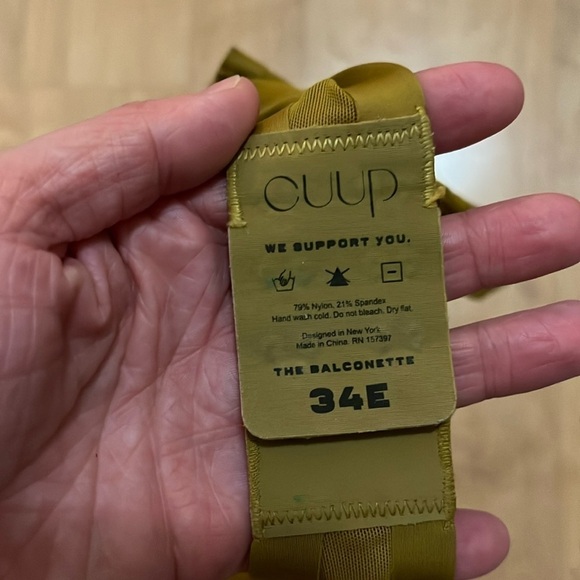 CUUP
WE SUPPORT YOU.
79% Nylon, 21% Spandex
Hand wash cold. Do not bleach. Dry flat.
Designed in New York
Made in China RN 157397
THE BALCONETTE
34E